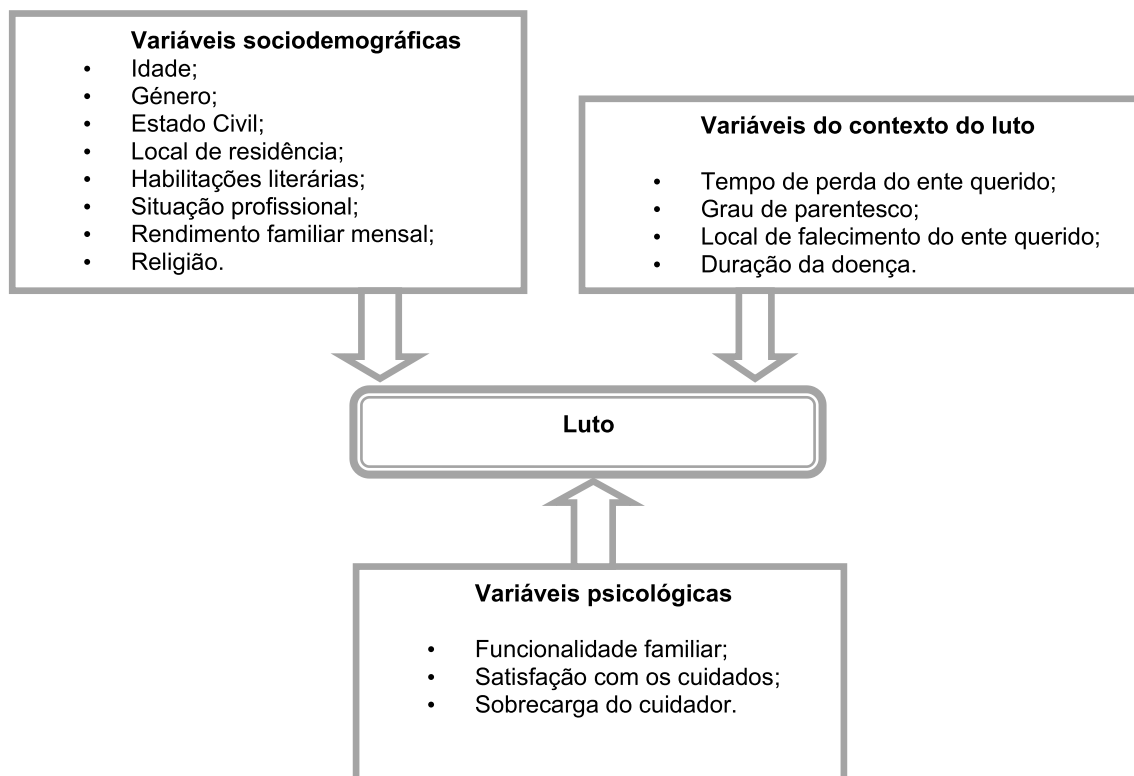 Variáveis sociodemográficas
• Idade;
• Género;
• Estado Civil;
• Local de residência;
• Habilitações literárias;
• Situação profissional;
• Rendimento familiar mensal;
• Religião.
Variáveis do contexto do luto
• Tempo de perda do ente querido;
• Grau de parentesco;
• Local de falecimento do ente querido;
• Duração da doença.
Luto
Variáveis psicológicas
• Funcionalidade familiar;
• Satisfação com os cuidados;
• Sobrecarga do cuidador.